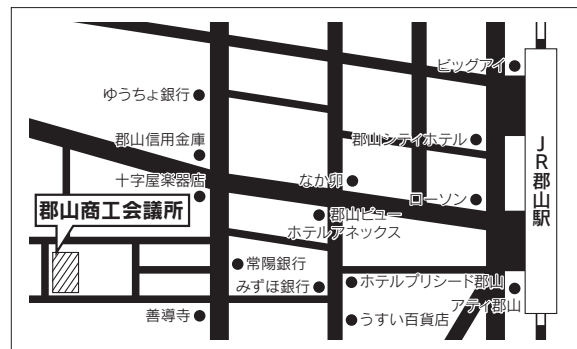 ビッグアイ
ゆうちょ銀行
郡山信用金庫
郡山シティホテル
JR郡山駅
十字屋楽器店
なか卯
ローソン
郡山商工会議所
郡山ビュー
ホテルアネックス
常陽銀行
みずほ銀行
ホテルプリシード郡山
アティ郡山
善導寺
うすい百貨店